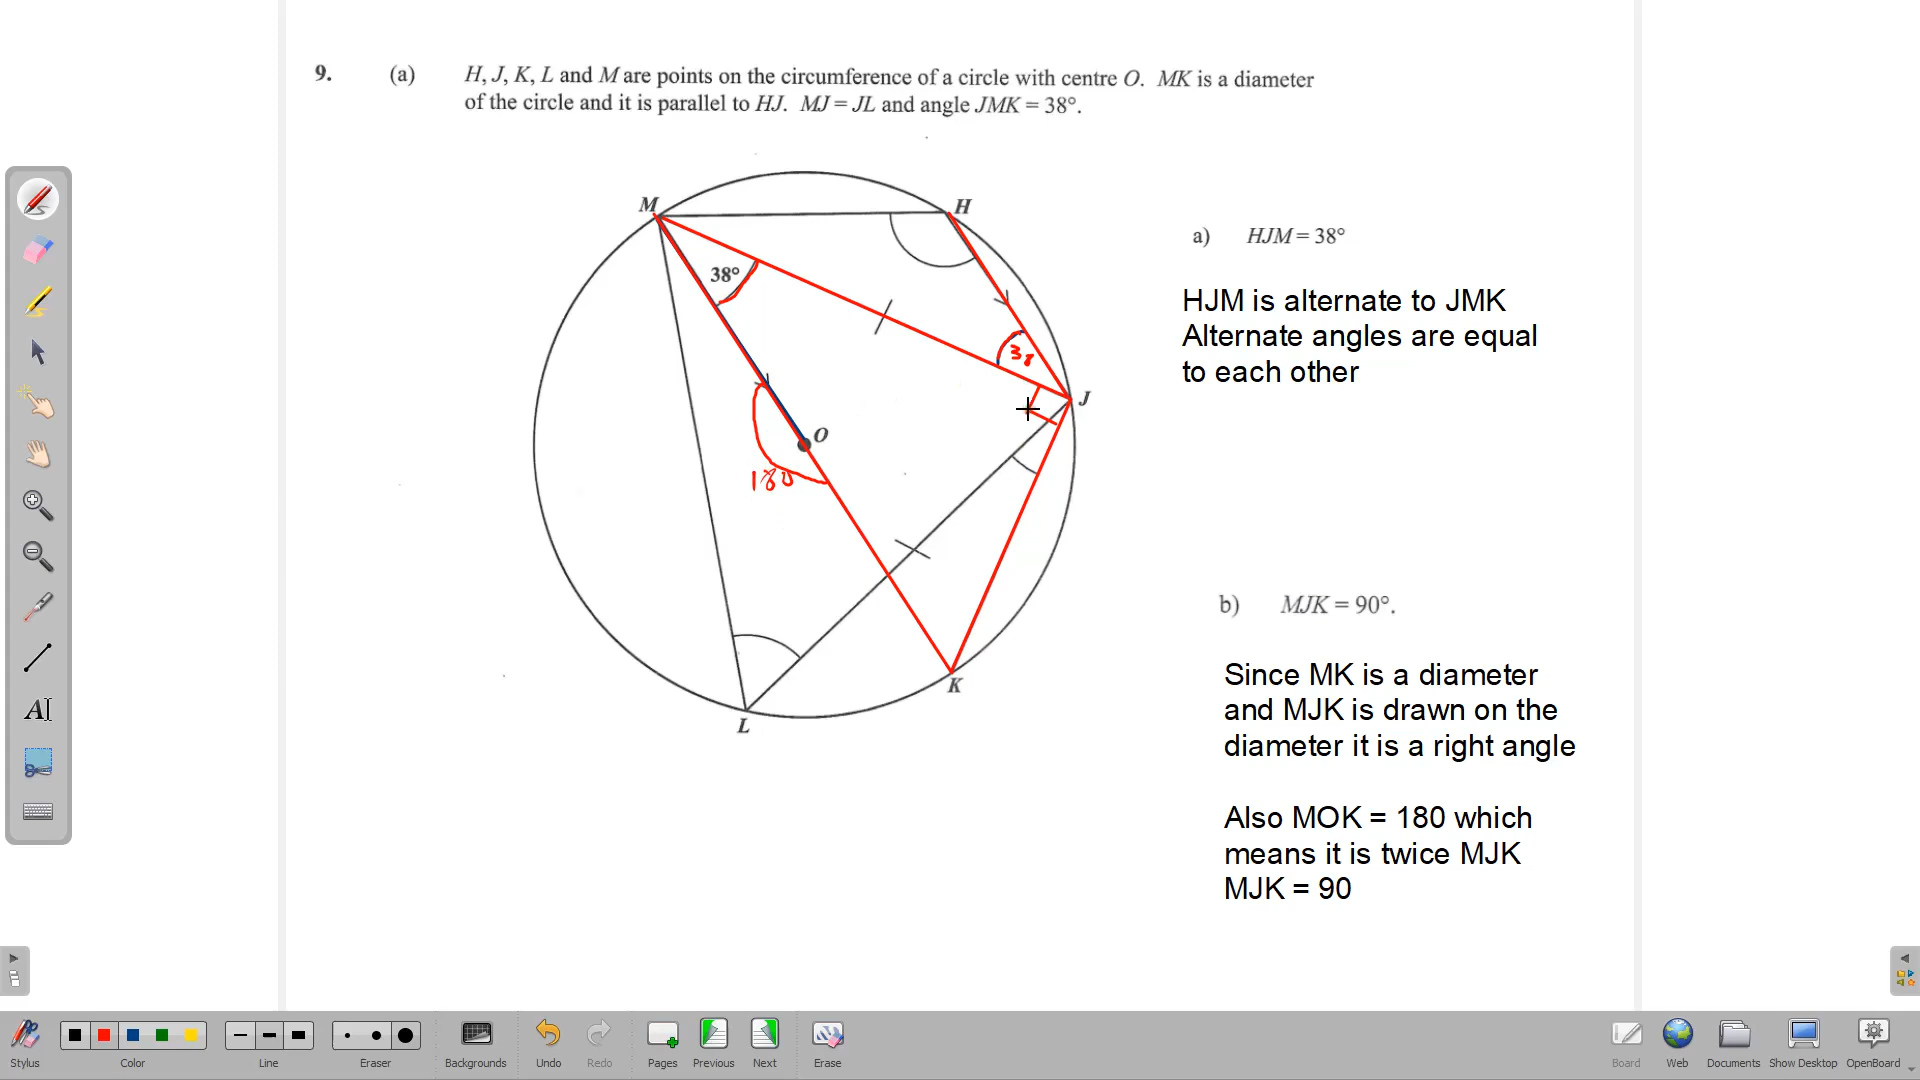 9. (a) H, J, K, L and M are points on the circumference of a circle with centre O. MK is a diameter
of the circle and it is parallel to HJ. MJ = JL and angle JMK = 38°.
M
H
38°
38
J
O
180
K
L
a) HJM = 38°
HJM is alternate to JMK
Alternate angles are equal
to each other
b) MJK = 90°.
Since MK is a diameter
and MJK is drawn on the
diameter it is a right angle
Also MOK = 180 which
means it is twice MJK
MJK = 90
AI
Stylus
Color
Line
Eraser
Backgrounds
Undo
Redo
Pages
Previous
Next
Erase
Board
Web
Documents
Show Desktop
OpenBoard